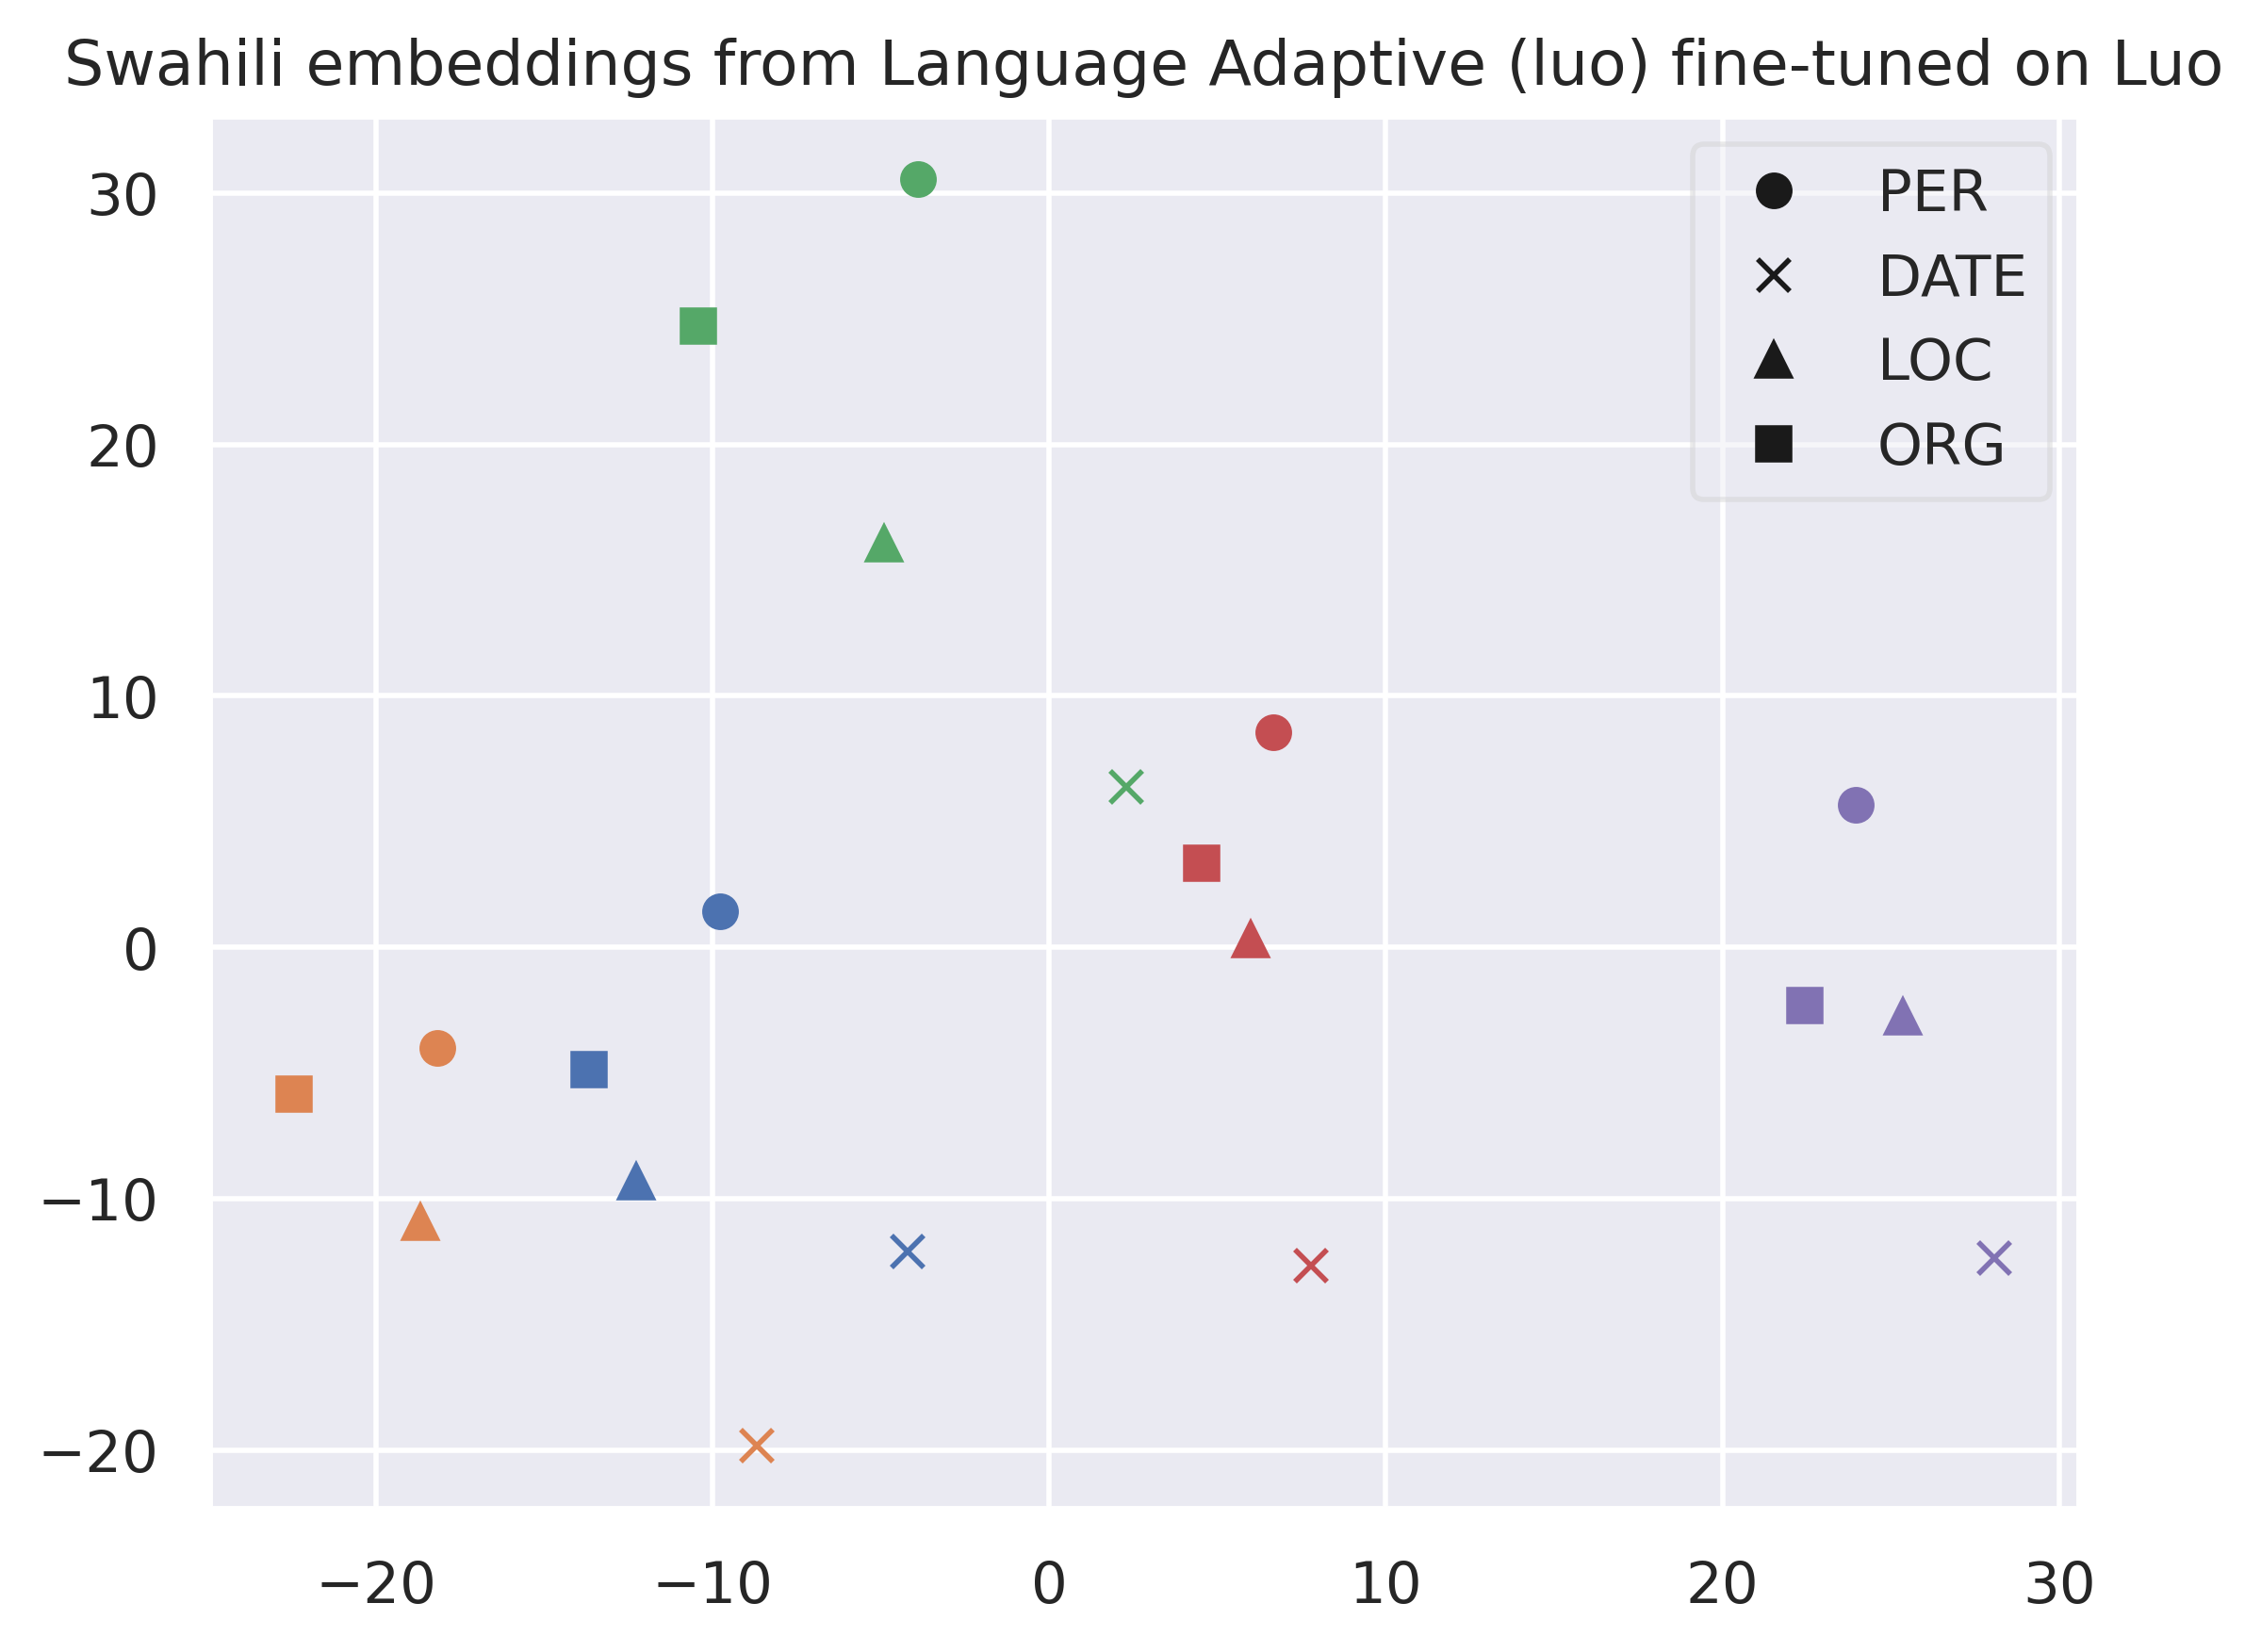 Swahili embeddings from Language Adaptive (luo) fine-tuned on Luo
30
20
10
0
−10
−20
PER
DATE
LOC
ORG
−20 −10 0 10 20 30